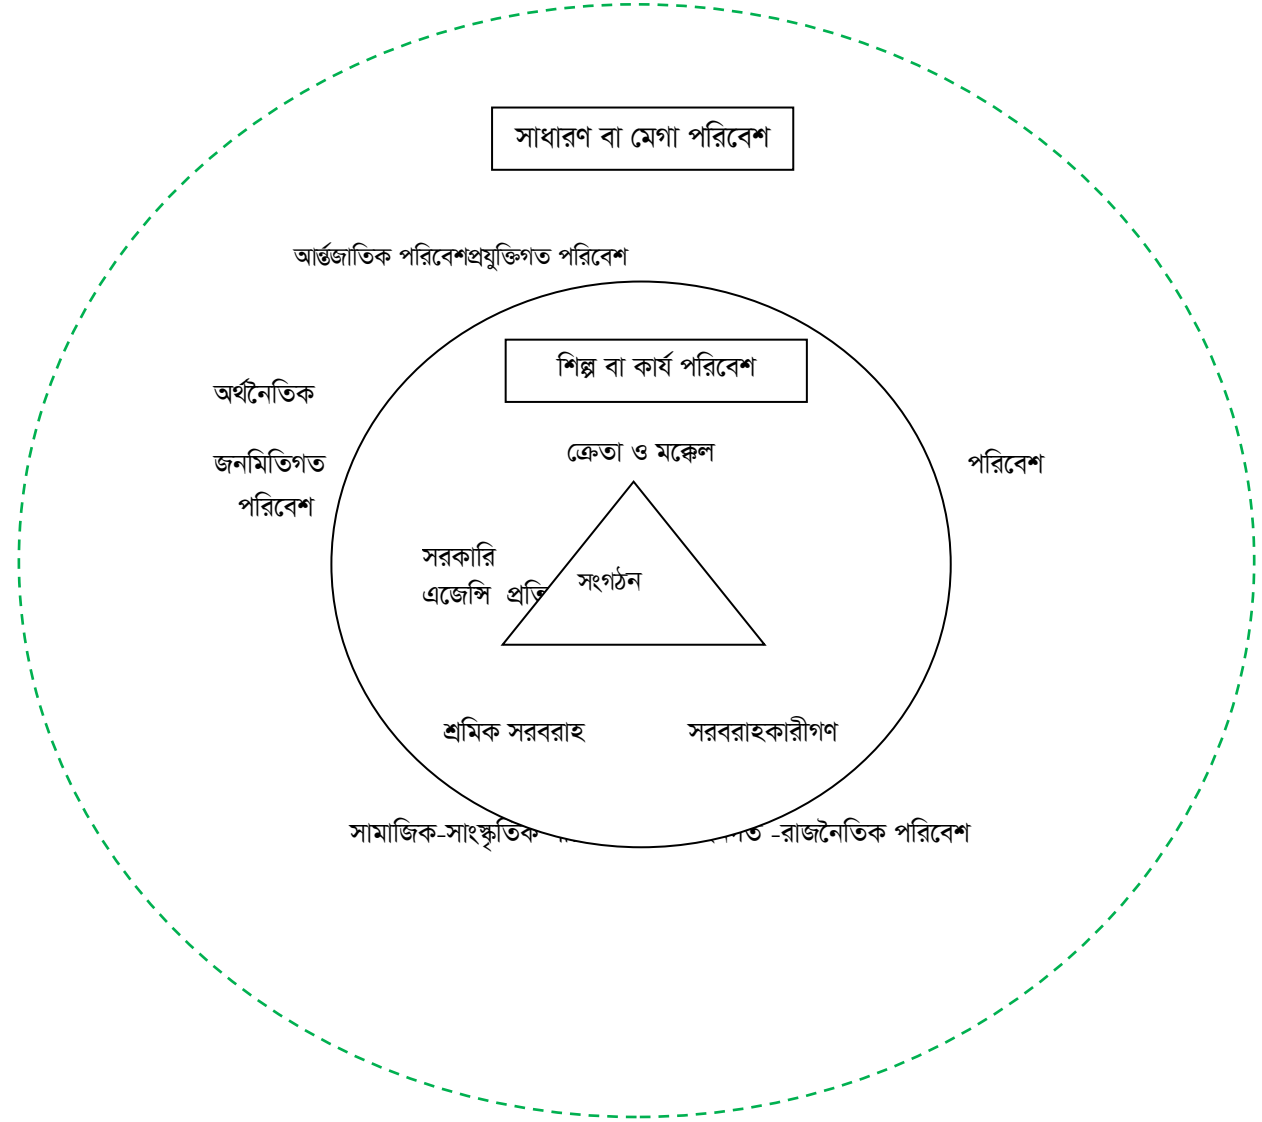 সাধারণ বা মেগা পরিবেশ
আর্ন্তজাতিক পরিবেশপ্রযুক্তিগত পরিবেশ
শিল্প বা কার্য পরিবেশ
অর্থনৈতিক
ক্রেতা ও মক্কেল
জনমিতিগত পরিবেশ
পরিবেশ
সরকারি
সংগঠন
এজেন্সি
শ্রমিক সরবরাহ সরবরাহকারীগণ
সামাজিক-সাংস্কৃতিক -রাজনৈতিক পরিবেশ